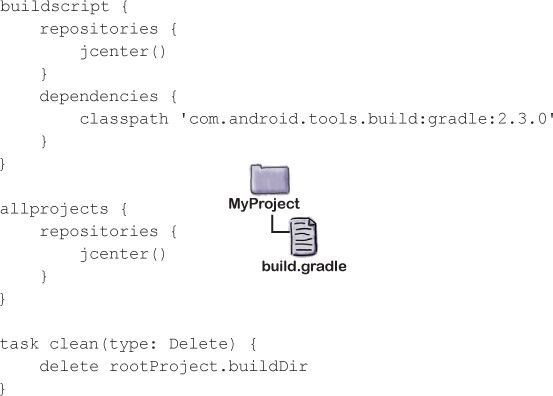 buildscript {
    repositories {
        jcenter()
    }
    dependencies {
        classpath 'com.android.tools.build:gradle:2.3.0'
    }
}
allprojects {
    repositories {
        jcenter()
    }
}
MyProject
build.gradle
task clean(type: Delete) {
    delete rootProject.buildDir
}